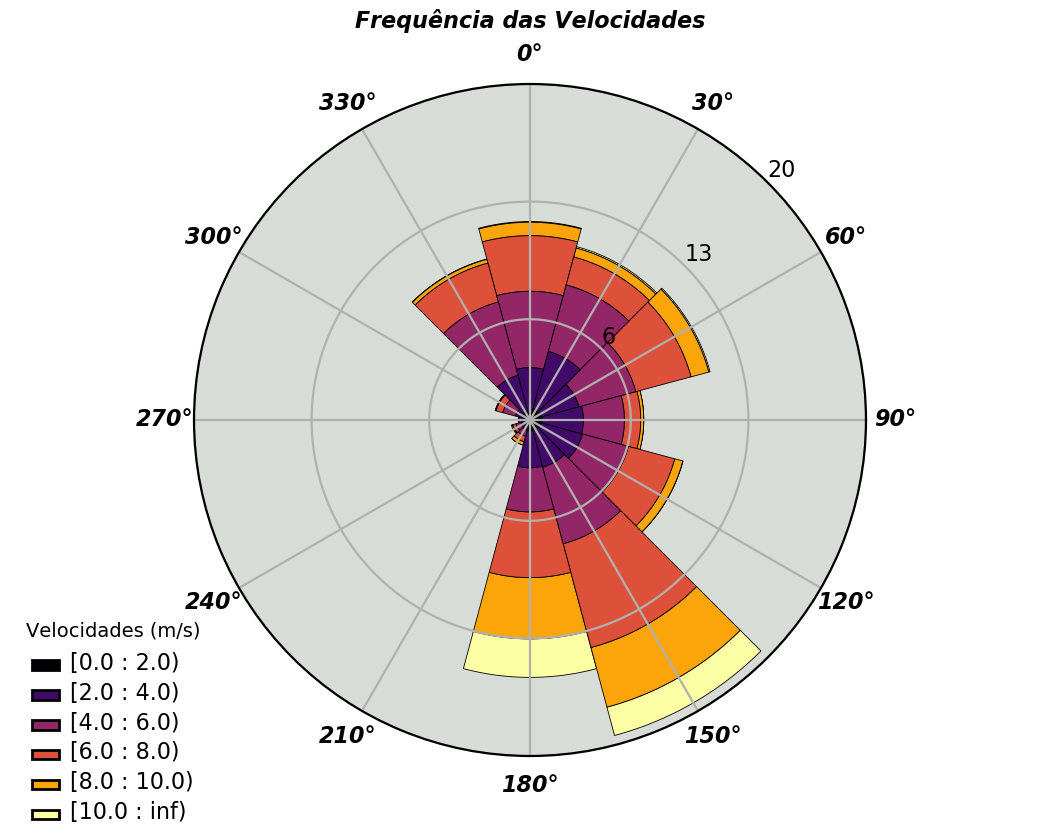 Frequência das Velocidades
0°
330°
30°
20
300°
60°
13
6
270°
90°
240°
120°
210°
150°
180°
Velocidades (m/s)
[0.0 : 2.0)
[2.0 : 4.0)
[4.0 : 6.0)
[6.0 : 8.0)
[8.0 : 10.0)
[10.0 : inf)